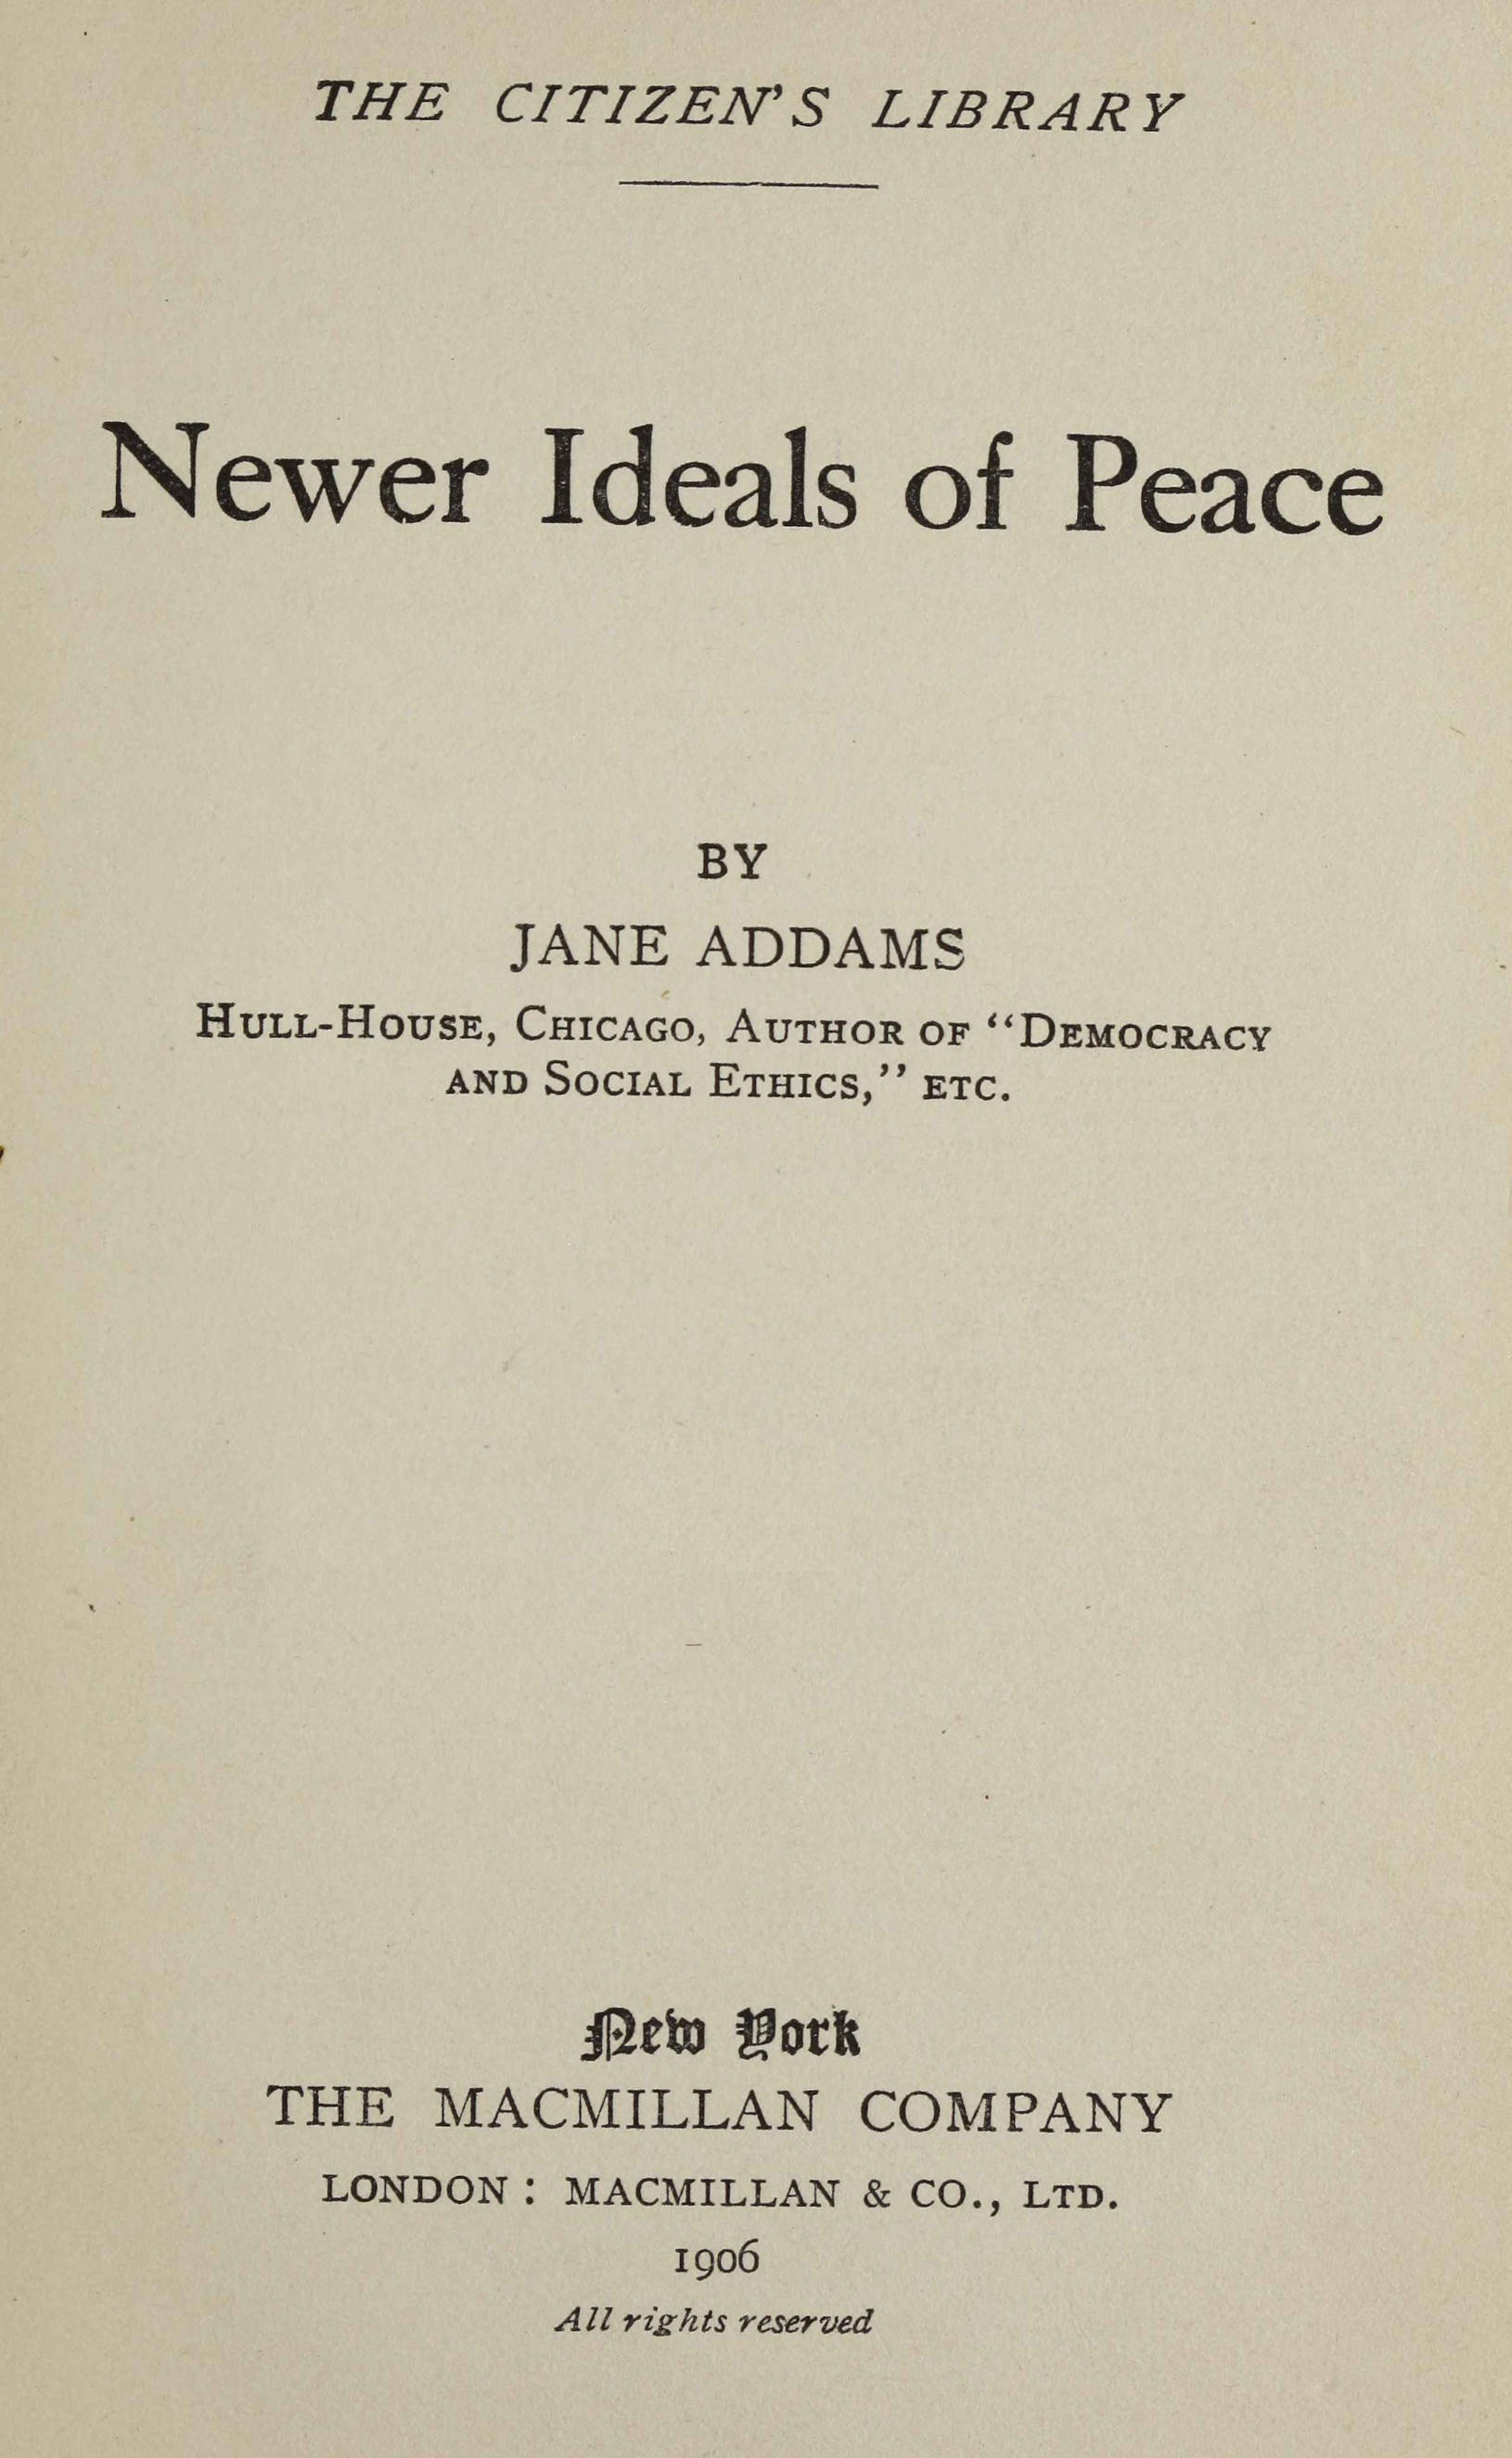 THE CITIZEN'S LIBRARY
Newer Ideals of Peace
BY
JANE ADDAMS
HULL-HOUSE, CHICAGO, AUTHOR OF “DEMOCRACY
AND SOCIAL ETHICS,” ETC.
New York
THE MACMILLAN COMPANY
LONDON: MACMILLAN & CO., LTD.
1906
All rights reserved